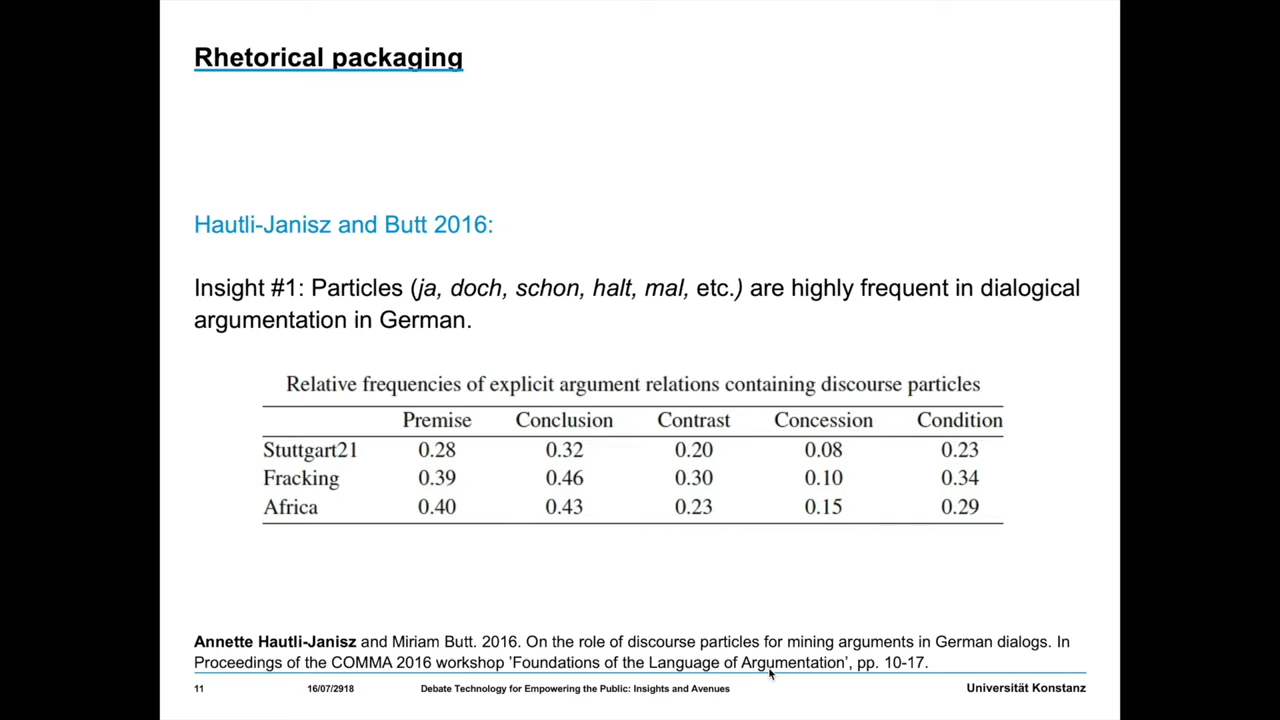 Rhetorical packaging
Hautli-Janisz and Butt 2016:
Insight #1: Particles (ja, doch, schon, halt, mal, etc.) are highly frequent in dialogical
argumentation in German.
Relative frequencies of explicit argument relations containing discourse particles
Premise Conclusion Contrast Concession Condition
Stuttgart21 0.28 0.32 0.20 0.08 0.23
Fracking 0.39 0.46 0.30 0.10 0.34
Africa 0.40 0.43 0.23 0.15 0.29
Annette Hautli-Janisz and Miriam Butt. 2016. On the role of discourse particles for mining arguments in German dialogs. In
Proceedings of the COMMA 2016 workshop ’Foundations of the Language of Argumentation’, pp. 10-17.
11 16/07/2918 Debate Technology for Empowering the Public: Insights and Avenues Universität Konstanz